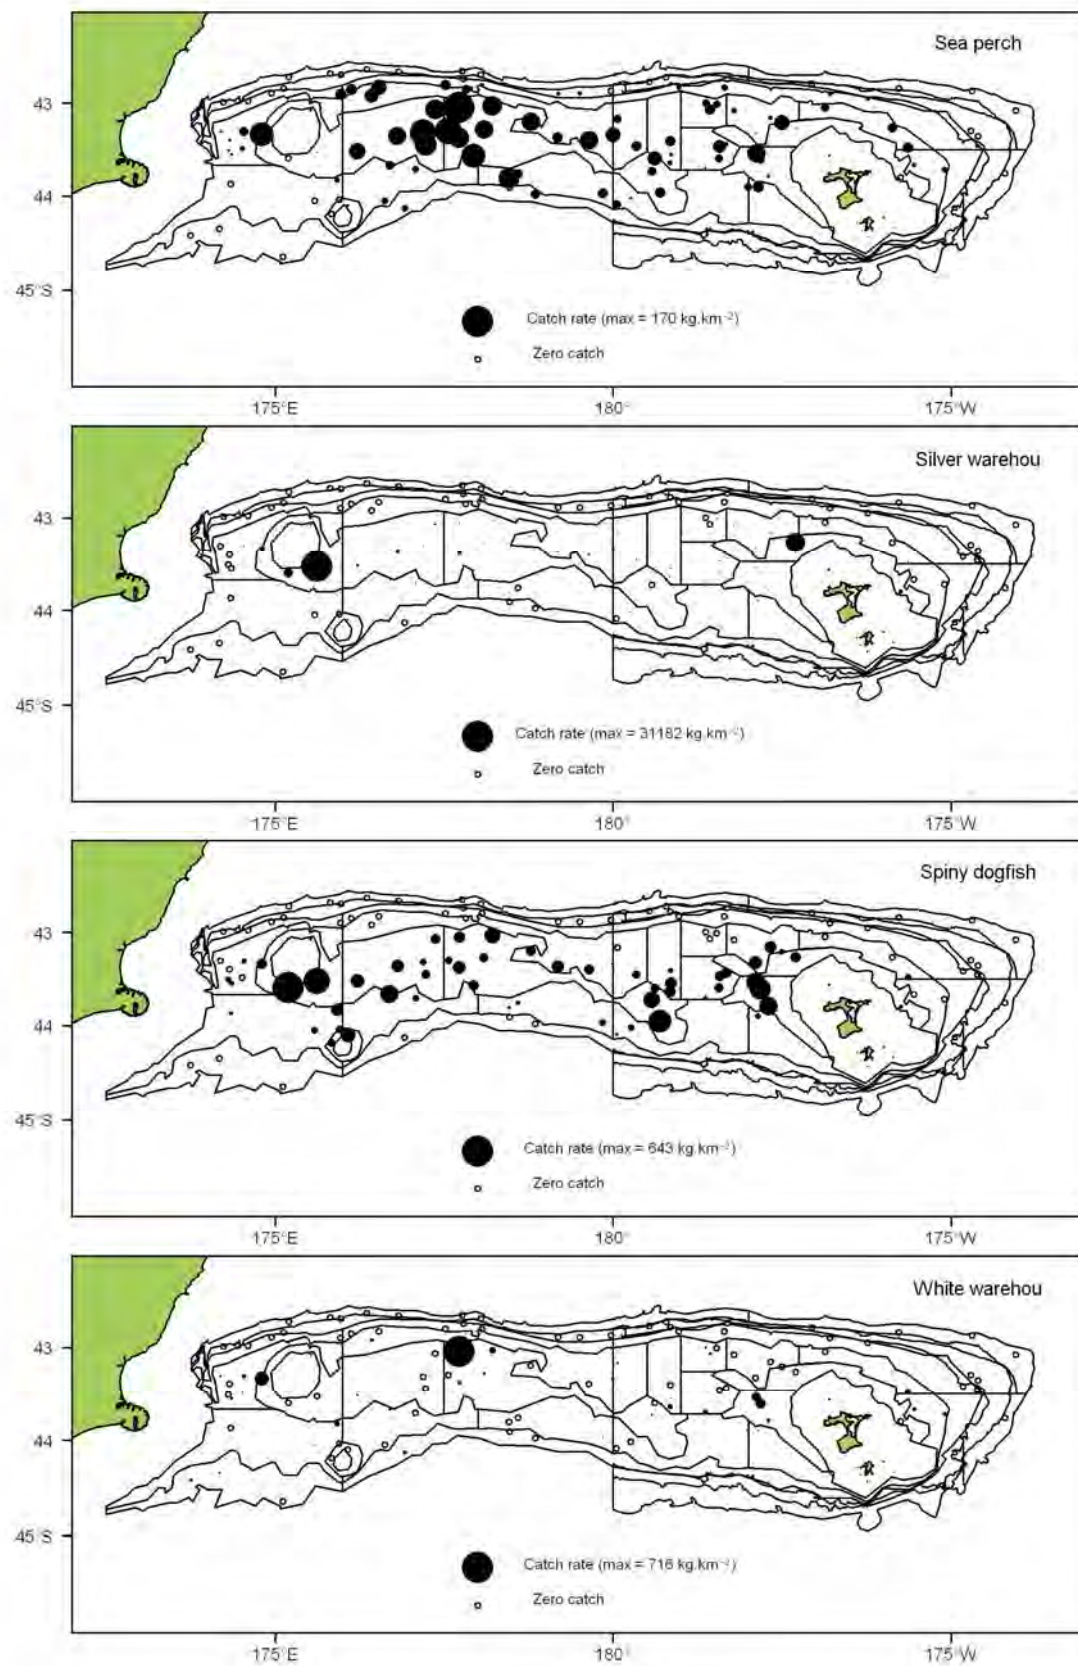 Sea perch
43
44
45°S
Catch rate (max = 170 kg.km⁻²)
Zero catch
175°E
180°
175°W
Silver warehou
43
44
45°S
Catch rate (max = 31182 kg.km⁻²)
Zero catch
175°E
180°
175°W
Spiny dogfish
43
44
45°S
Catch rate (max = 643 kg.km⁻²)
Zero catch
175°E
180°
175°W
White warehou
43
44
45°S
Catch rate (max = 716 kg.km⁻²)
Zero catch
175°E
180°
175°W